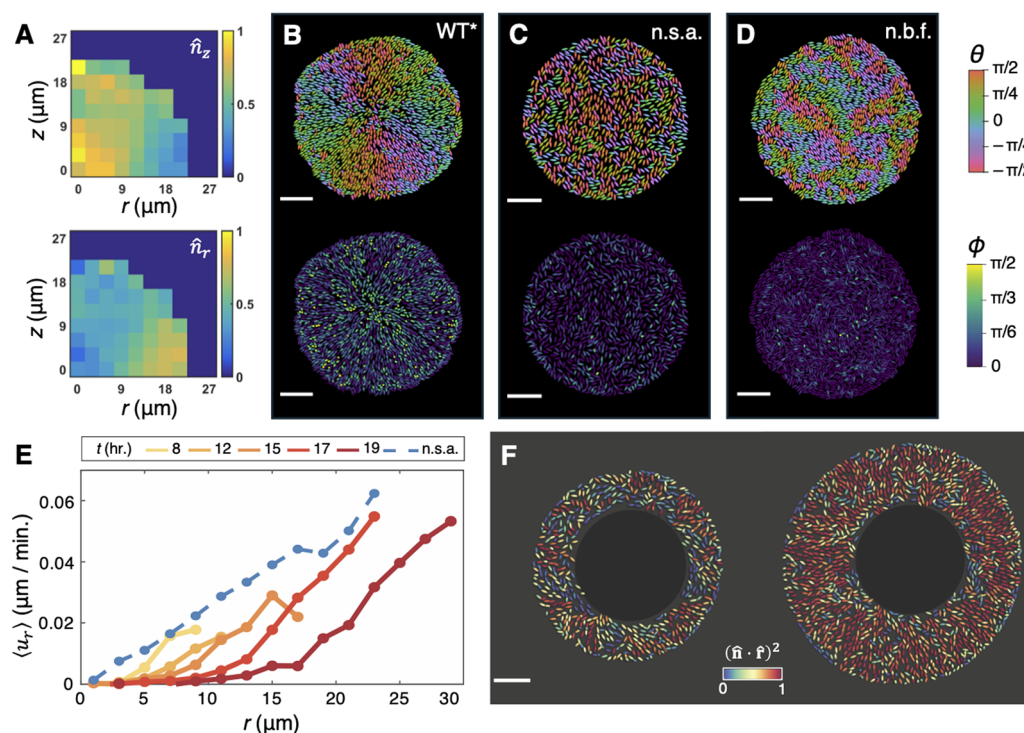 A
27
18
9
0
z (μm)
n̂z
1
0.5
0
0
9
18
27
r (μm)
27
18
9
0
z (μm)
n̂r
1
0.5
0
0
9
18
27
r (μm)
B
WT*
C
n.s.a.
D
n.b.f.
θ
π/2
π/4
0
−π/4
−π/2
ϕ
π/2
π/3
π/6
0
E
t (hr.) 8 12 15 17 19 n.s.a.
⟨ur⟩ (μm / min.)
0.06
0.04
0.02
0
0 5 10 15 20 25 30
r (μm)
F
(n̂ · r̂)²
0 1